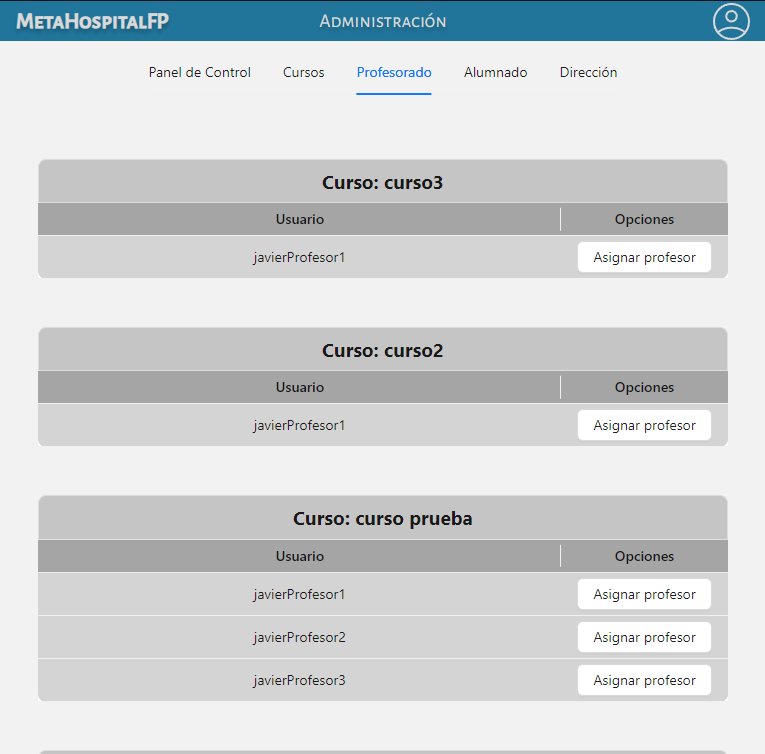 MetaHospitalFP Administración
Panel de Control Cursos Profesorado Alumnado Dirección
Curso: curso3
Usuario Opciones
javierProfesor1 Asignar profesor
Curso: curso2
Usuario Opciones
javierProfesor1 Asignar profesor
Curso: curso prueba
Usuario Opciones
javierProfesor1 Asignar profesor
javierProfesor2 Asignar profesor
javierProfesor3 Asignar profesor